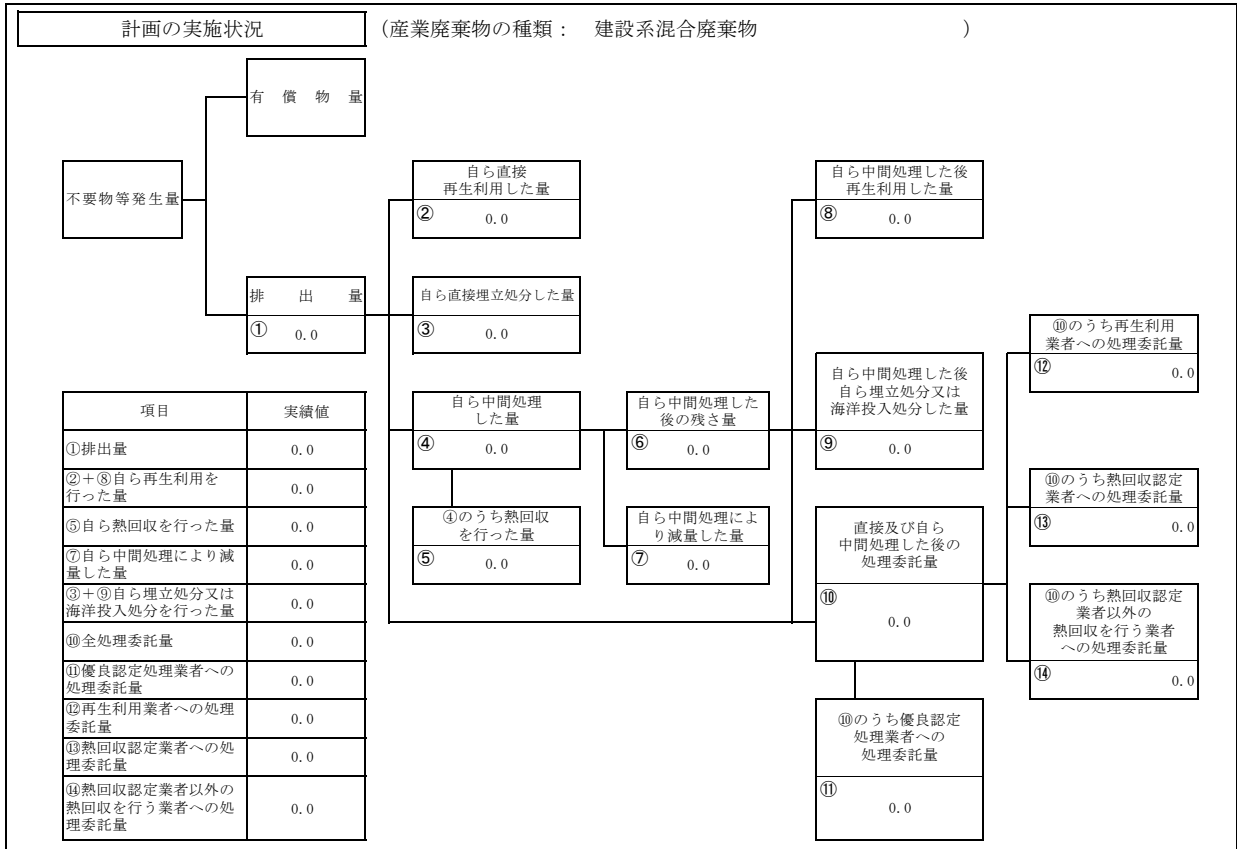 計画の実施状況 (産業廃棄物の種類： 建設系混合廃棄物 )
有償物量
不要物等発生量
自ら直接
再生利用した量
② 0.0
自ら中間処理した後
再生利用した量
⑧ 0.0
排出量
① 0.0
自ら直接埋立処分した量
③ 0.0
⑩のうち再生利用
業者への処理委託量
⑫ 0.0
自ら中間処理
した量
④ 0.0
自ら中間処理した
後の残さ量
⑥ 0.0
自ら中間処理した後
自ら埋立処分又は
海洋投入処分した量
⑨ 0.0
⑩のうち熱回収認定
業者への処理委託量
⑬ 0.0
④のうち熱回収
を行った量
⑤ 0.0
自ら中間処理によ
り減量した量
⑦ 0.0
直接及び自ら
中間処理した後の
処理委託量
⑩
0.0
⑩のうち熱回収認定
業者以外の
熱回収を行う業者
への処理委託量
⑭ 0.0
⑩のうち優良認定
処理業者への
処理委託量
⑪
0.0
項目 実績値
①排出量 0.0
②＋⑧自ら再生利用を
行った量 0.0
⑤自ら熱回収を行った量 0.0
⑦自ら中間処理により減
量した量 0.0
③＋⑨自ら埋立処分又は
海洋投入処分を行った量 0.0
⑩全処理委託量 0.0
⑪優良認定処理業者への
処理委託量 0.0
⑫再生利用業者への処理
委託量 0.0
⑬熱回収認定業者への処
理委託量 0.0
⑭熱回収認定業者以外の
熱回収を行う業者への処
理委託量 0.0